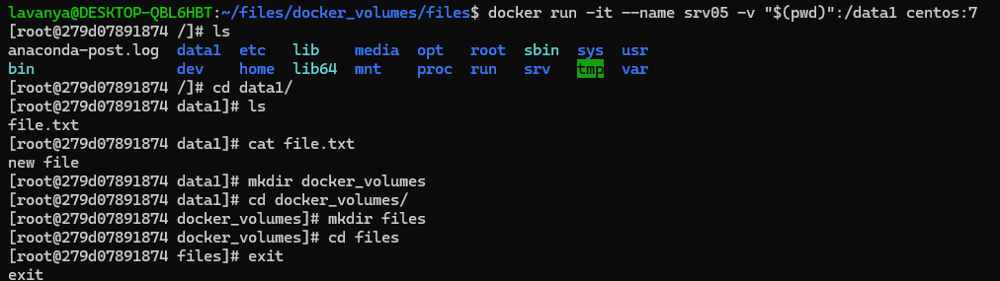 lavanya@DESKTOP-QBL6HBT:~/files/docker_volumes/files$ docker run -it --name srv05 -v "$(pwd)":/data1 centos:7
[root@279d07891874 /]# ls
anaconda-post.log  data1  etc   lib    media  opt   root  sbin  sys  usr
bin                dev    home  lib64  mnt    proc  run   srv   tmp  var
[root@279d07891874 /]# cd data1/
[root@279d07891874 data1]# ls
file.txt
[root@279d07891874 data1]# cat file.txt
new file
[root@279d07891874 data1]# mkdir docker_volumes
[root@279d07891874 data1]# cd docker_volumes/
[root@279d07891874 docker_volumes]# mkdir files
[root@279d07891874 docker_volumes]# cd files
[root@279d07891874 files]# exit
exit